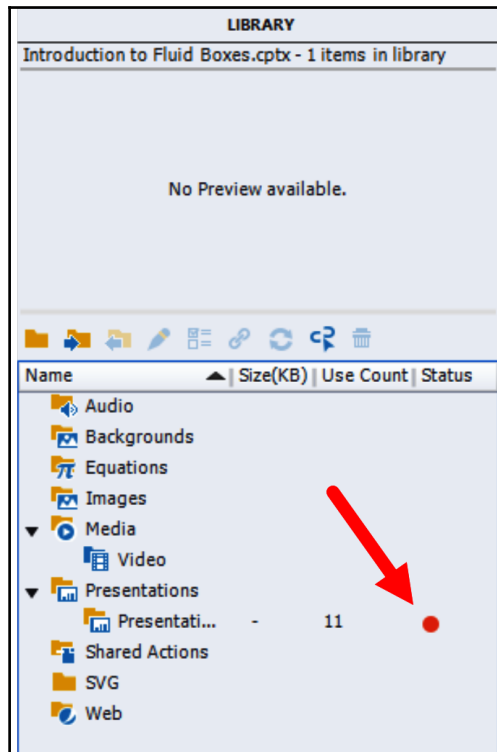 LIBRARY
Introduction to Fluid Boxes.cptx - 1 items in library
No Preview available.
Name Size(KB) Use Count Status
Audio
Backgrounds
Equations
Images
Media
Video
Presentations
Presentati... - 11
Shared Actions
SVG
Web